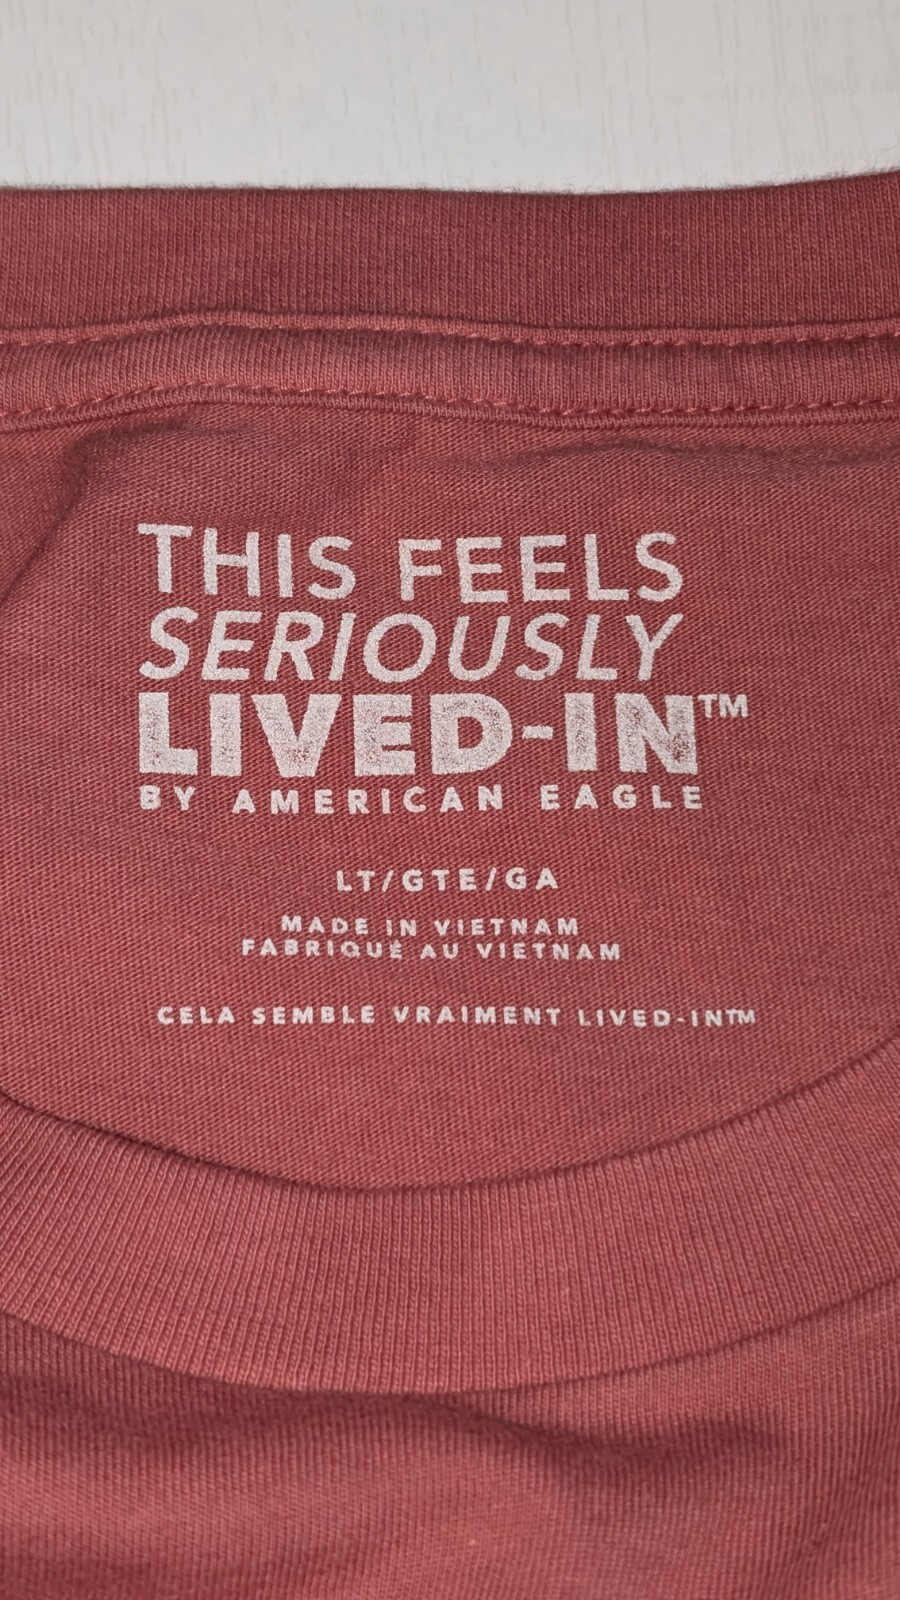 THIS FEELS
SERIOUSLY
LIVED-IN™
BY AMERICAN EAGLE
LT/GTE/GA
MADE IN VIETNAM
FABRIQUÉ AU VIETNAM
CELA SEMBLE VRAIMENT LIVED-IN™